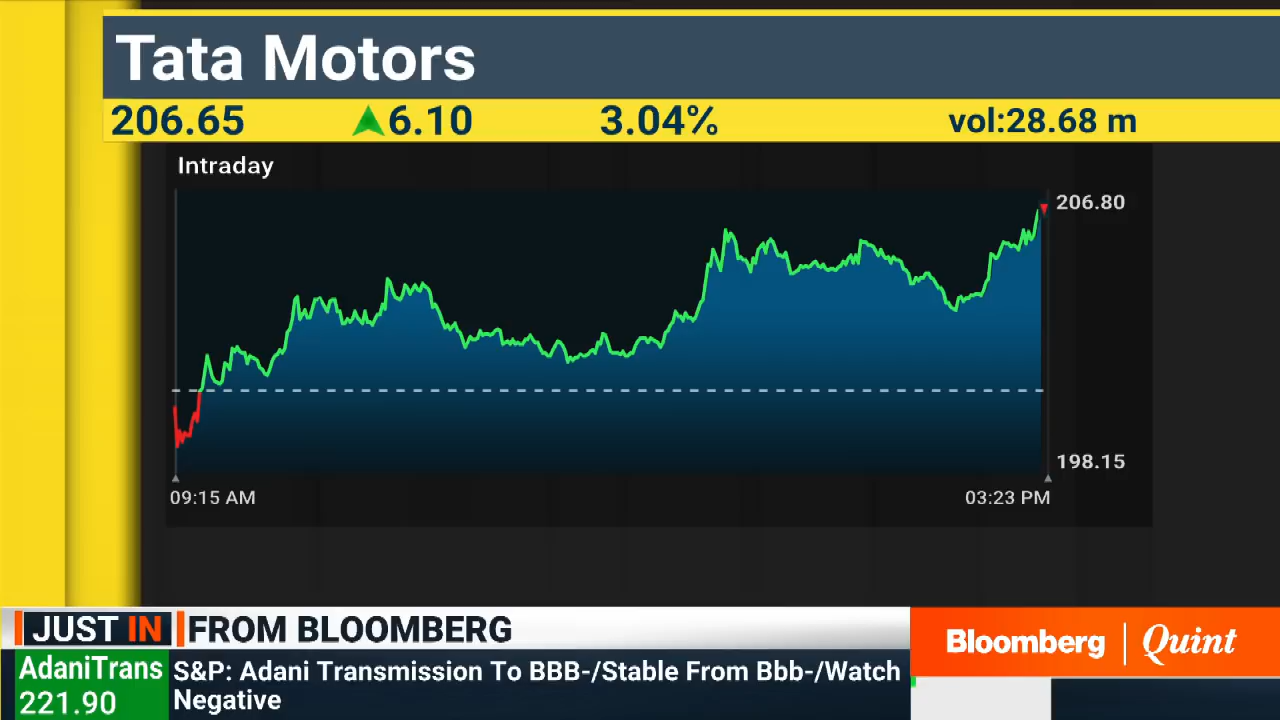 Tata Motors
206.65 ▲6.10 3.04% vol:28.68 m
Intraday
206.80
198.15
09:15 AM 03:23 PM
JUST IN FROM BLOOMBERG
AdaniTrans
221.90
S&P: Adani Transmission To BBB-/Stable From Bbb-/Watch
Negative
Bloomberg | Quint